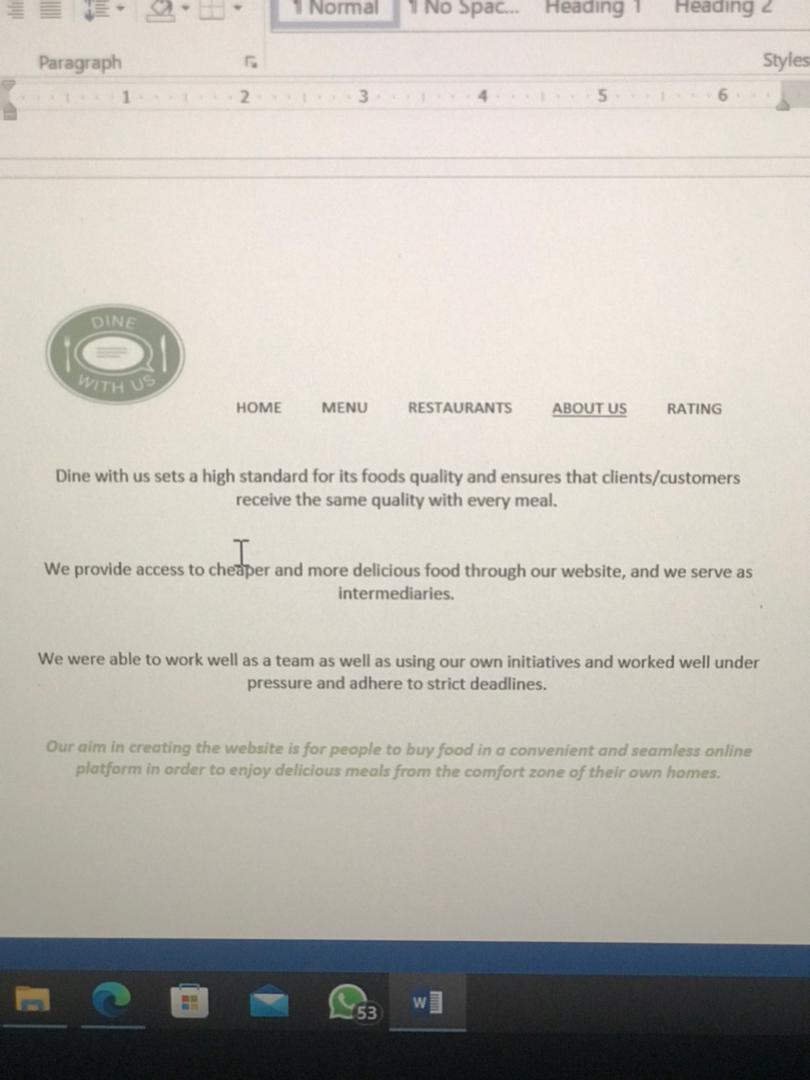 Normal No Spac... Heading 1 Heading 2
Paragraph Styles
1 2 3 4 5 6
DINE
WITH US
HOME MENU RESTAURANTS ABOUT US RATING
Dine with us sets a high standard for its foods quality and ensures that clients/customers
receive the same quality with every meal.
We provide access to cheaper and more delicious food through our website, and we serve as
intermediaries.
We were able to work well as a team as well as using our own initiatives and worked well under
pressure and adhere to strict deadlines.
Our aim in creating the website is for people to buy food in a convenient and seamless online
platform in order to enjoy delicious meals from the comfort zone of their own homes.
53
W